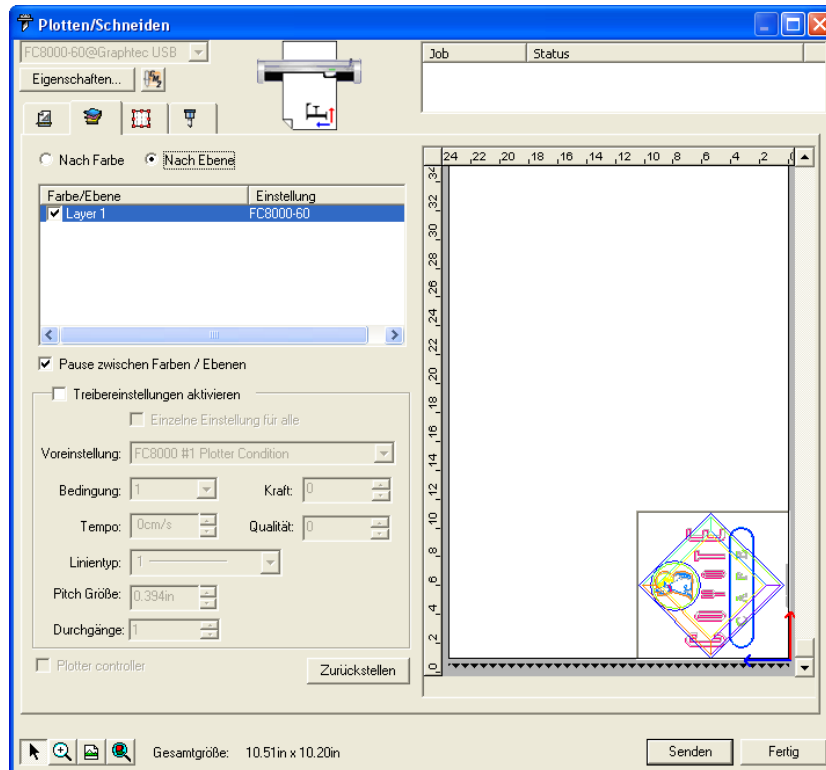 Plotten/Schneiden
FC8000-60@Graphtec USB
Eigenschaften...
Job Status
Nach Farbe Nach Ebene
Farbe/Ebene Einstellung
Layer 1 FC8000-60
Pause zwischen Farben / Ebenen
Treibereinstellungen aktivieren
Einzelne Einstellung für alle
Voreinstellung: FC8000 #1 Plotter Condition
Bedingung: 1 Kraft: 0
Tempo: 0cm/s Qualität: 0
Linientyp: 1
Pitch Größe: 0.394in
Durchgänge: 1
Plotter controller Zurückstellen
24 22 20 18 16 14 12 10 8 6 4 2 0
34
32
30
28
26
24
22
20
18
16
14
12
10
8
6
4
2
0
COYOTE
CAFE
Gesamtgröße: 10.51in x 10.20in
Senden Fertig